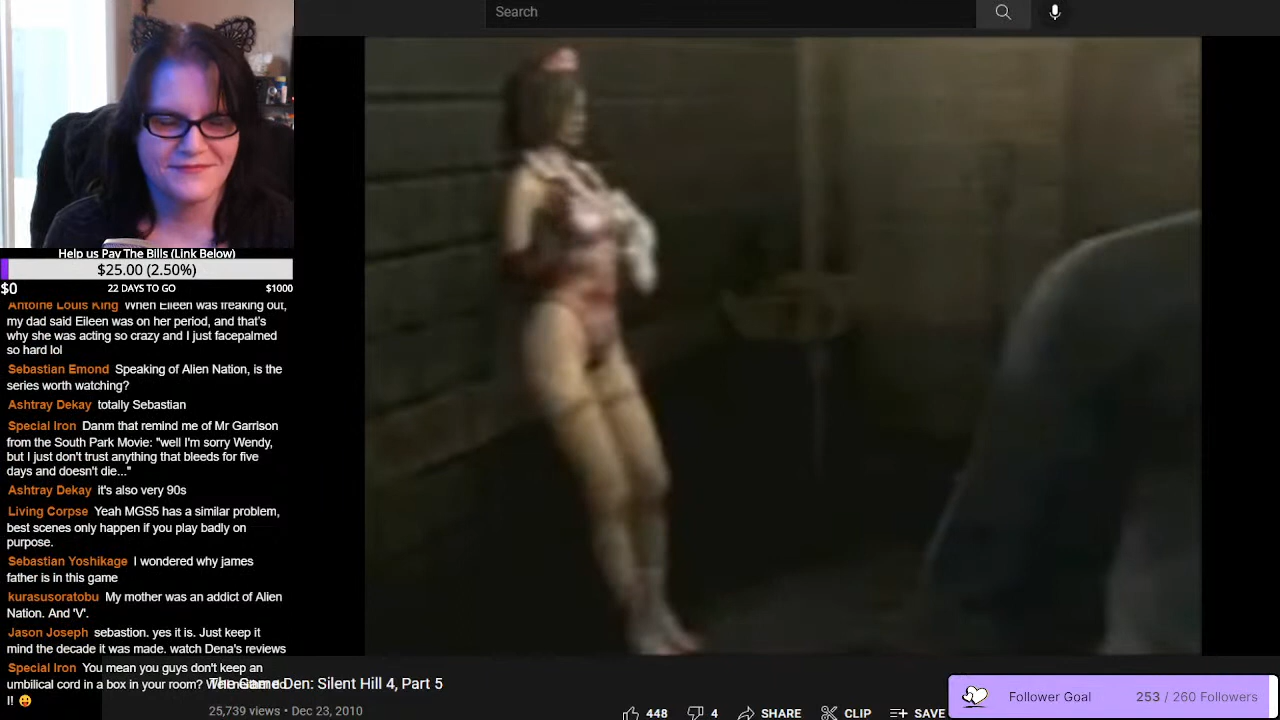 Search
Help us Pay The Bills (Link Below)
$25.00 (2.50%)
$0
22 DAYS TO GO
$1000
Antoine Louis King When Eileen was freaking out,
my dad said Eileen was on her period, and that's
why she was acting so crazy and I just facepalmed
so hard lol
Sebastian Emond Speaking of Alien Nation, is the
series worth watching?
Ashtray Dekay totally Sebastian
Special Iron Danm that remind me of Mr Garrison
from the South Park Movie: "well I'm sorry Wendy,
but I just don't trust anything that bleeds for five
days and doesn't die..."
Ashtray Dekay it's also very 90s
Living Corpse Yeah MGS5 has a similar problem,
best scenes only happen if you play badly on
purpose.
Sebastian Yoshikage I wondered why james
father is in this game
kurasusoratobu My mother was an addict of Alien
Nation. And 'V'.
Jason Joseph sebastion. yes it is. Just keep it
mind the decade it was made. watch Dena's reviews
Special Iron You mean you guys don't keep an
umbilical cord in a box in your room?
I! 😛
The Game Den: Silent Hill 4, Part 5
25,739 views • Dec 23, 2010
448
4
SHARE
CLIP
SAVE
Follower Goal
253 / 260 Followers